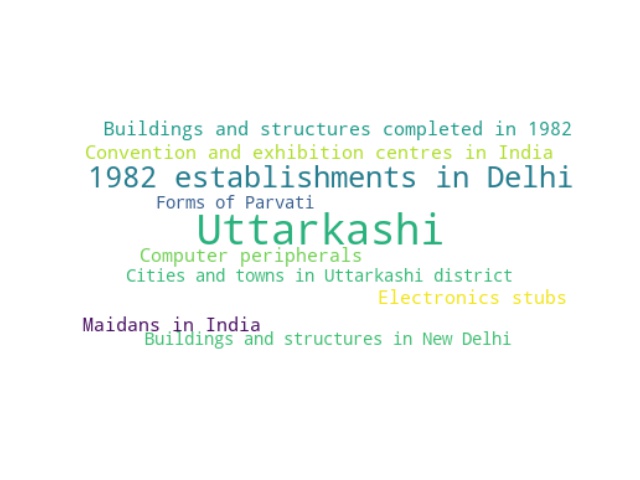 Buildings and structures completed in 1982
Convention and exhibition centres in India
1982 establishments in Delhi
Forms of Parvati
Uttarkashi
Computer peripherals
Cities and towns in Uttarkashi district
Electronics stubs
Maidans in India
Buildings and structures in New Delhi